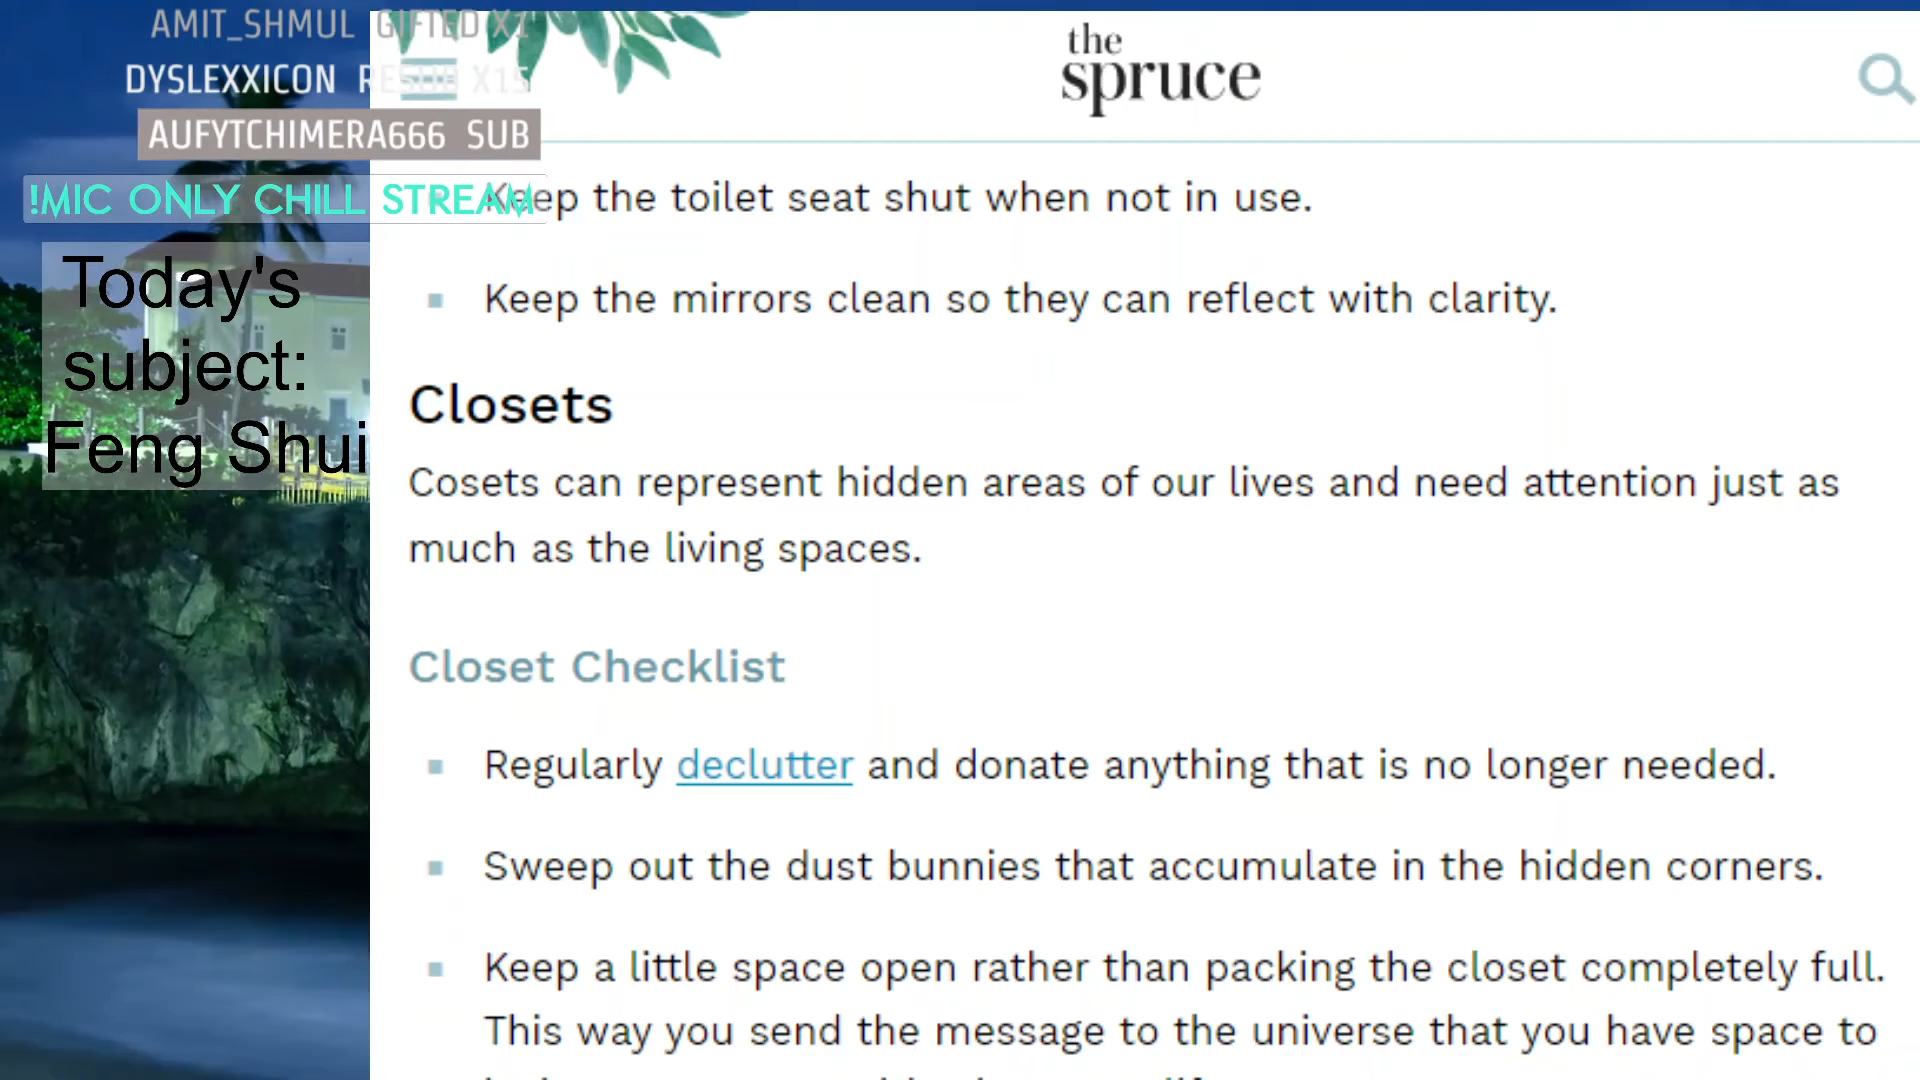 AMIT_SHMUL GIFTED X1
DYSLEXXICON RESUB X15
AUFYTCHIMERA666 SUB
!MIC ONLY CHILL STREAM
Today's
subject:
Feng Shui
the
spruce
Keep the toilet seat shut when not in use.
Keep the mirrors clean so they can reflect with clarity.
Closets
Cosets can represent hidden areas of our lives and need attention just as
much as the living spaces.
Closet Checklist
Regularly declutter and donate anything that is no longer needed.
Sweep out the dust bunnies that accumulate in the hidden corners.
Keep a little space open rather than packing the closet completely full.
This way you send the message to the universe that you have space to